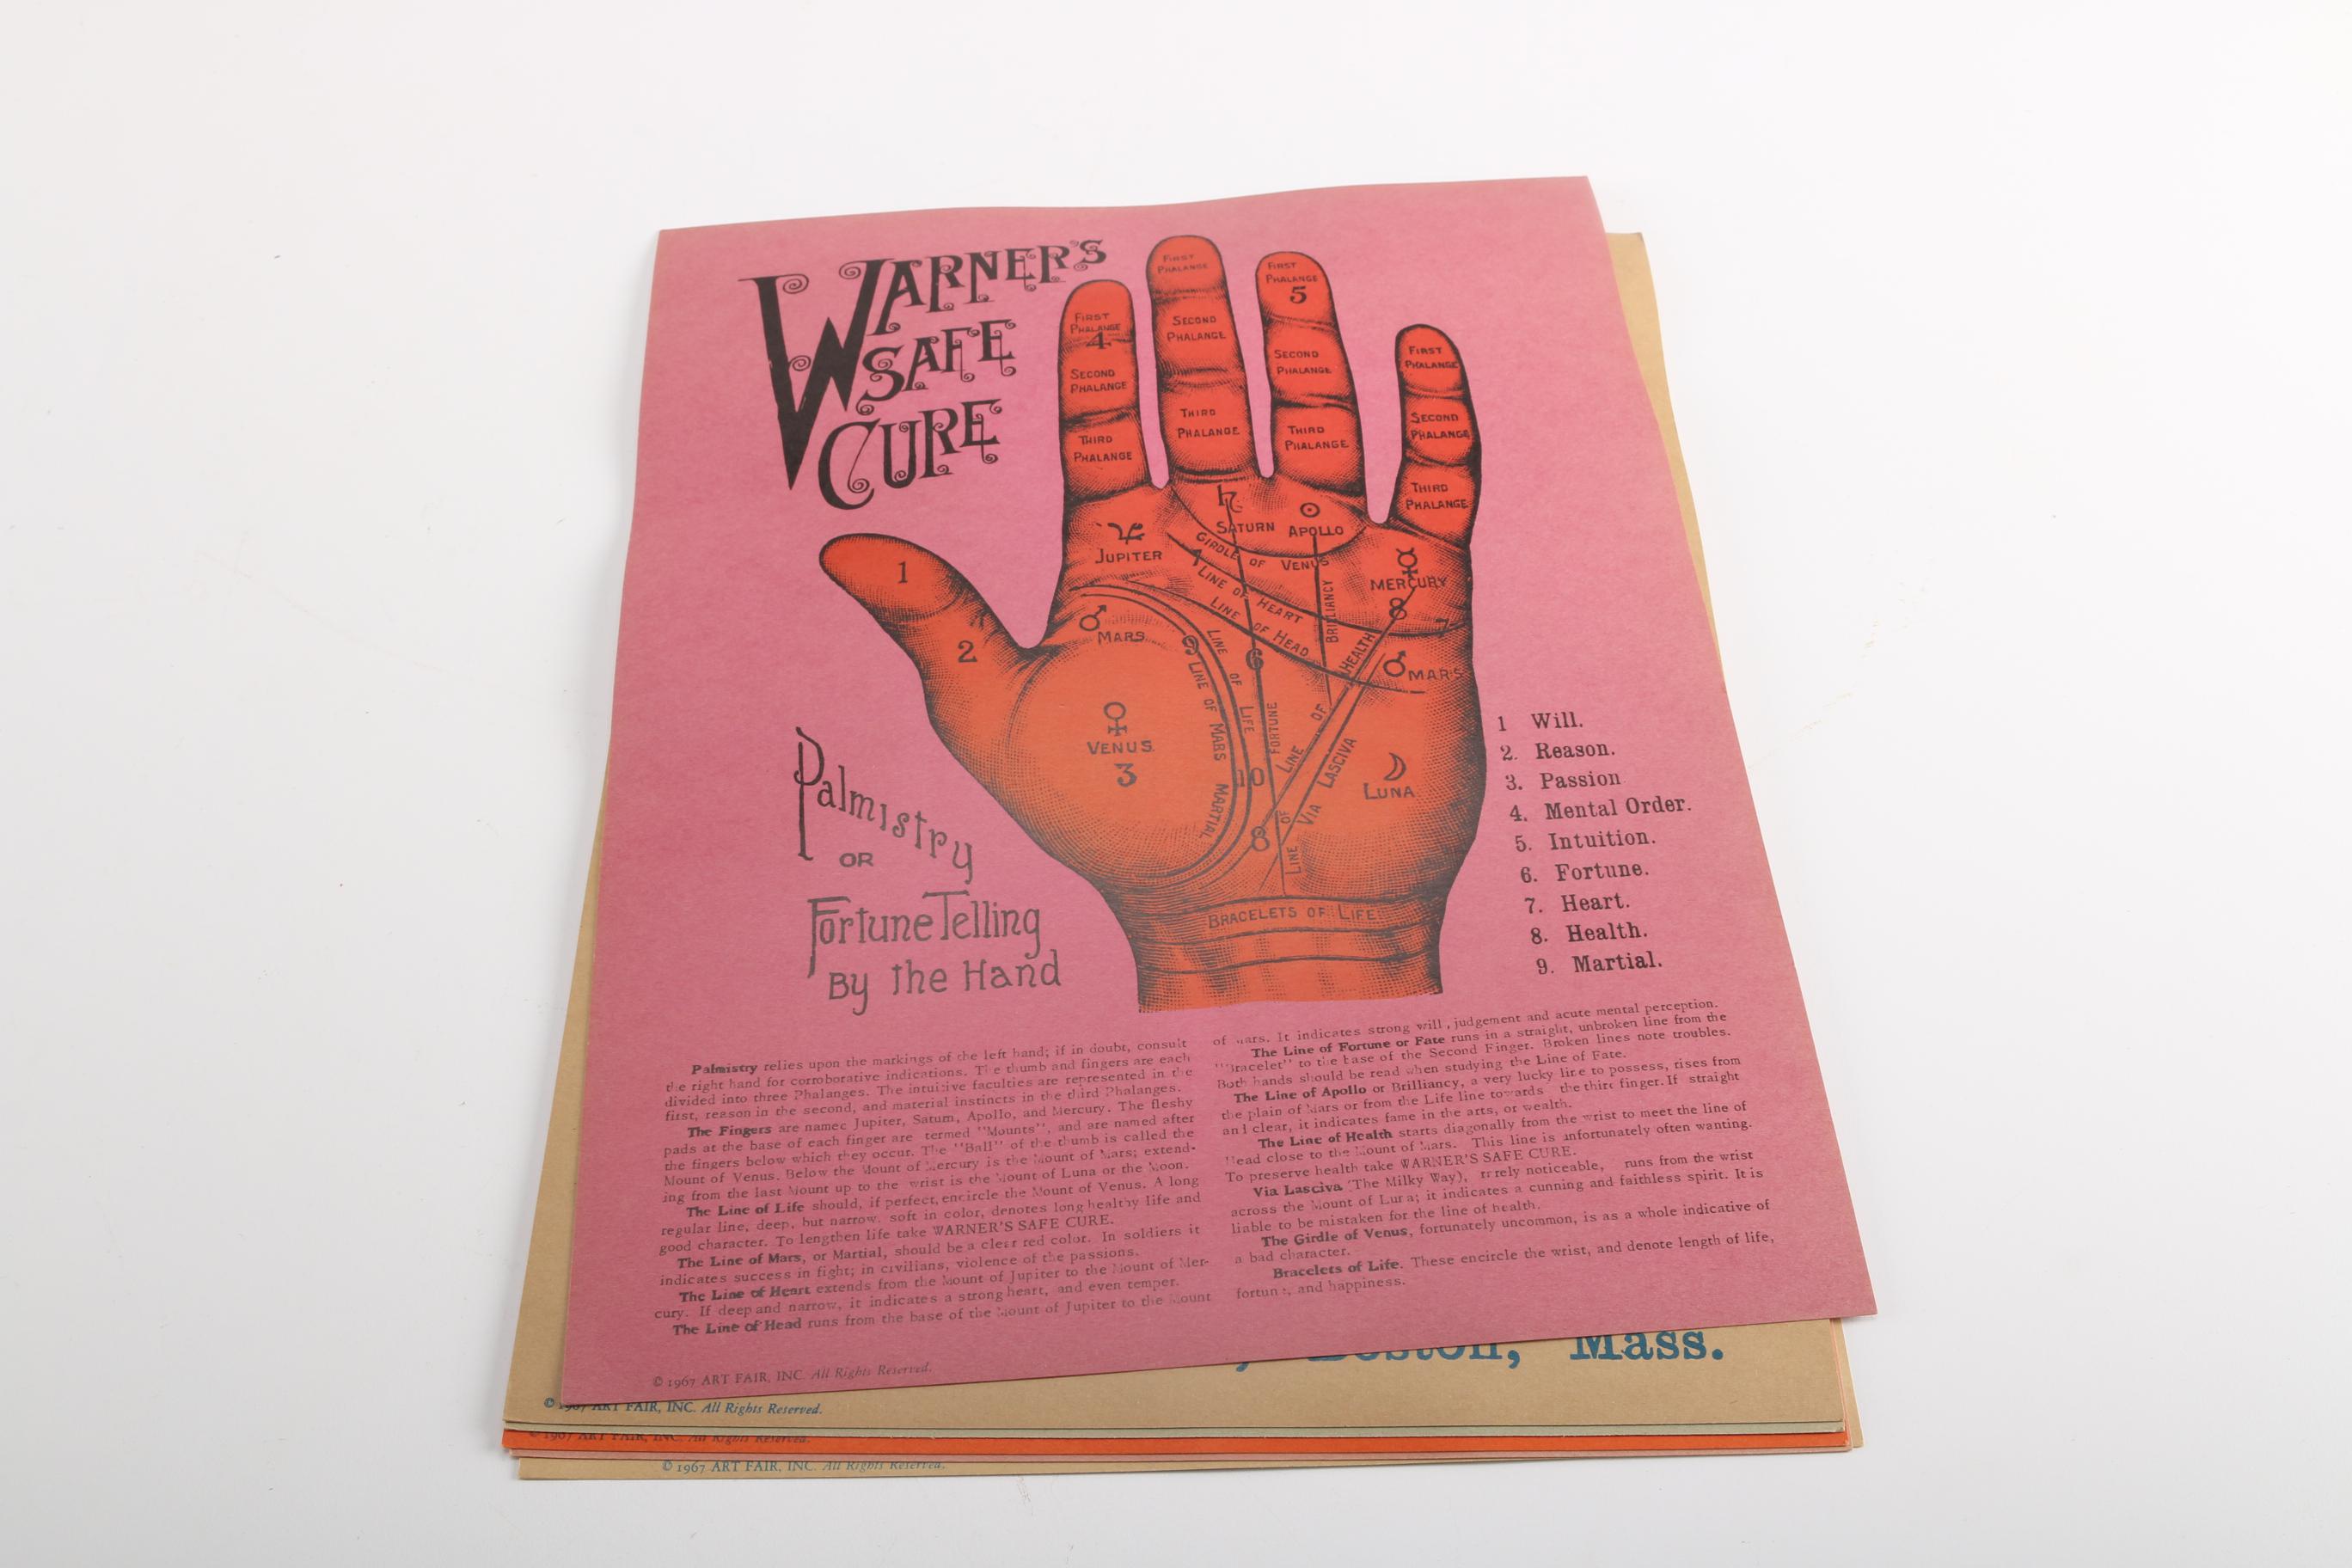 WARNER'S
SAFE
CURE
FIRST
PHALANGE
4
SECOND
PHALANGE
THIRD
PHALANGE
FIRST
PHALANGE
SECOND
PHALANGE
THIRD
PHALANGE
FIRST
PHALANGE
5
SECOND
PHALANGE
THIRD
PHALANGE
FIRST
PHALANGE
SECOND
PHALANGE
THIRD
PHALANGE
1
2
♃
JUPITER
♄
SATURN
☉
APOLLO
☿
MERCURY
8
GIRDLE OF VENUS
LINE OF HEART
7
LINE OF HEAD
BRILLIANCY
♂
MARS
♂
MARS
9
LINE OF LIFE
LINE OF MARS MARTIAL
6
LINE OF FORTUNE
10
LINE OF HEALTH
8
VIA LASCIVA
♀
VENUS
3
☽
LUNA
BRACELETS OF LIFE
Palmistry
OR
Fortune Telling
By the Hand
1 Will.
2. Reason.
3. Passion
4. Mental Order.
5. Intuition.
6. Fortune.
7. Heart.
8. Health.
9. Martial.
Palmistry relies upon the markings of the left hand; if in doubt, consult
the right hand for corroborative indications. The thumb and fingers are each
divided into three Phalanges. The intuitive faculties are represented in the
first, reason in the second, and material instincts in the third Phalanges.
The Fingers are named Jupiter, Saturn, Apollo, and Mercury. The fleshy
pads at the base of each finger are termed "Mounts", and are named after
the fingers below which they occur. The "Ball" of the thumb is called the
Mount of Venus. Below the Mount of Mercury is the Mount of Mars; extend-
ing from the last Mount up to the wrist is the Mount of Luna or the Moon.
The Line of Life should, if perfect, encircle the Mount of Venus. A long
regular line, deep, but narrow, soft in color, denotes long healthy life and
good character. To lengthen life take WARNER'S SAFE CURE.
The Line of Mars, or Martial, should be a clear red color. In soldiers it
indicates success in fight; in civilians, violence of the passions.
The Line of Heart extends from the Mount of Jupiter to the Mount of Mer-
cury. If deep and narrow, it indicates a strong heart, and even temper.
The Line of Head runs from the base of the Mount of Jupiter to the Mount
of Mars. It indicates strong will, judgement and acute mental perception.
The Line of Fortune or Fate runs in a straight, unbroken line from the
"Bracelet" to the base of the Second Finger. Broken lines note troubles.
Both hands should be read when studying the Line of Fate.
The Line of Apollo or Brilliancy, a very lucky line to possess, rises from
the plain of Mars or from the Life line towards the third finger. If straight
and clear, it indicates fame in the arts, or wealth.
The Line of Health starts diagonally from the wrist to meet the line of
Head close to the Mount of Mars. This line is unfortunately often wanting.
To preserve health take WARNER'S SAFE CURE.
Via Lasciva (The Milky Way), rarely noticeable, runs from the wrist
across the Mount of Luna; it indicates a cunning and faithless spirit. It is
liable to be mistaken for the line of health.
The Girdle of Venus, fortunately uncommon, is as a whole indicative of
a bad character.
Bracelets of Life. These encircle the wrist, and denote length of life,
fortune, and happiness.
© 1967 ART FAIR, INC. All Rights Reserved.
Boston, Mass.
© 1967 ART FAIR, INC. All Rights Reserved.
© 1967 ART FAIR, INC. All Rights Reserved.
© 1967 ART FAIR, INC. All Rights Reserved.